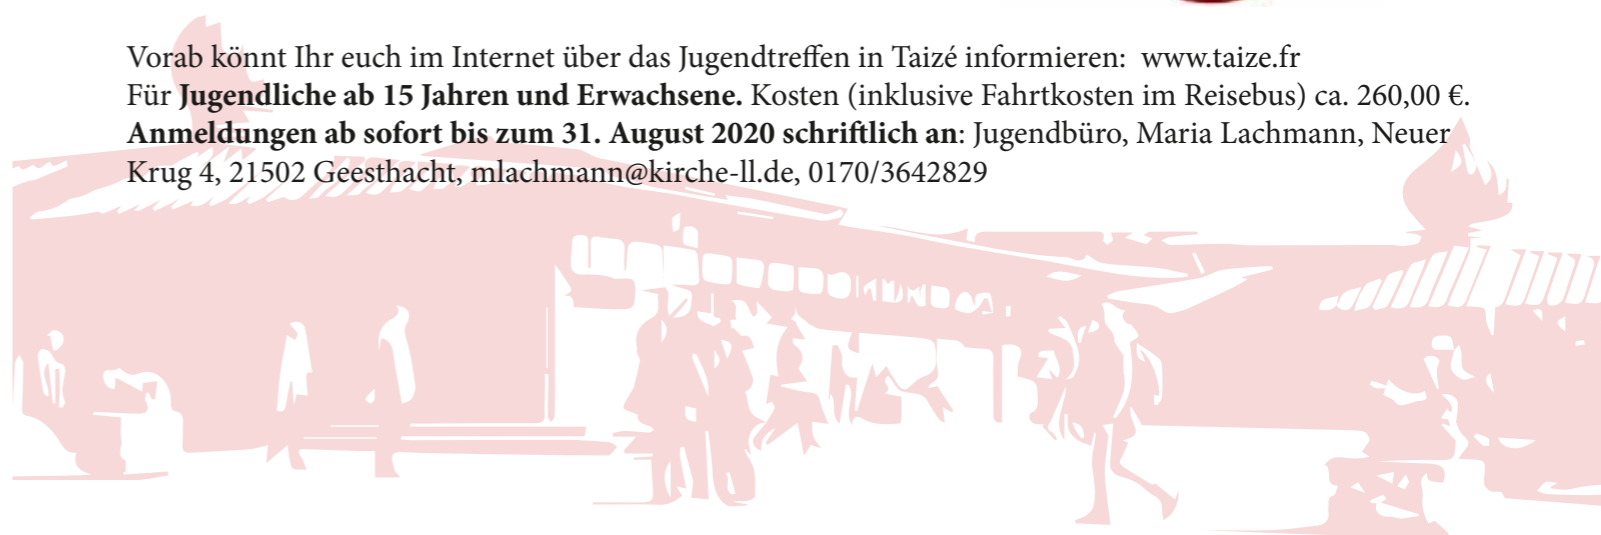 Vorab könnt Ihr euch im Internet über das Jugendtreffen in Taizé informieren: www.taize.fr
Für Jugendliche ab 15 Jahren und Erwachsene. Kosten (inklusive Fahrtkosten im Reisebus) ca. 260,00 €.
Anmeldungen ab sofort bis zum 31. August 2020 schriftlich an: Jugendbüro, Maria Lachmann, Neuer
Krug 4, 21502 Geesthacht, mlachmann@kirche-ll.de, 0170/3642829